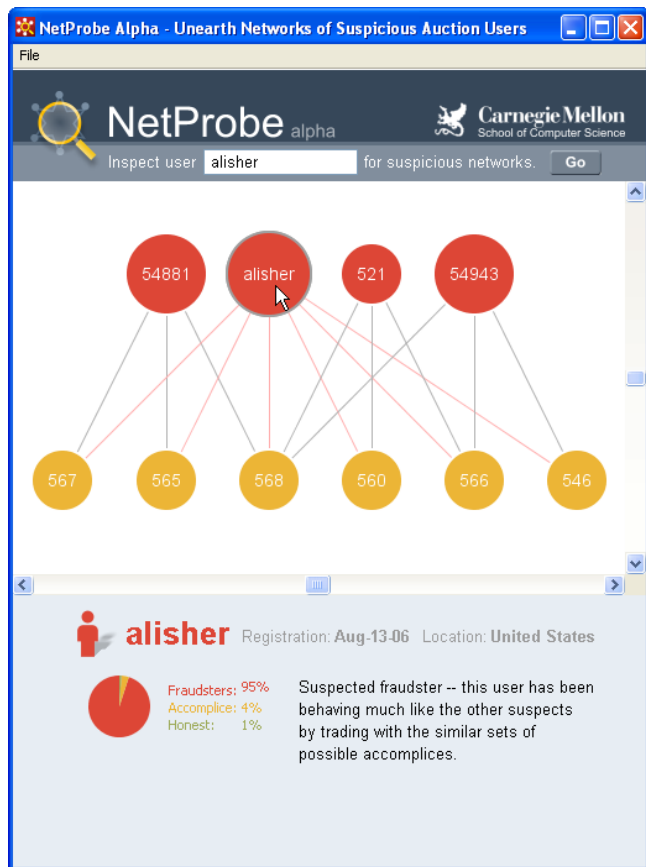 NetProbe Alpha - Unearth Networks of Suspicious Auction Users
File
NetProbe alpha
Carnegie Mellon
School of Computer Science
Inspect user alisher for suspicious networks. Go
54881 alisher 521 54943
567 565 568 560 566 546
alisher Registration: Aug-13-06 Location: United States
Fraudsters: 95%
Accomplice: 4%
Honest: 1%
Suspected fraudster -- this user has been
behaving much like the other suspects
by trading with the similar sets of
possible accomplices.